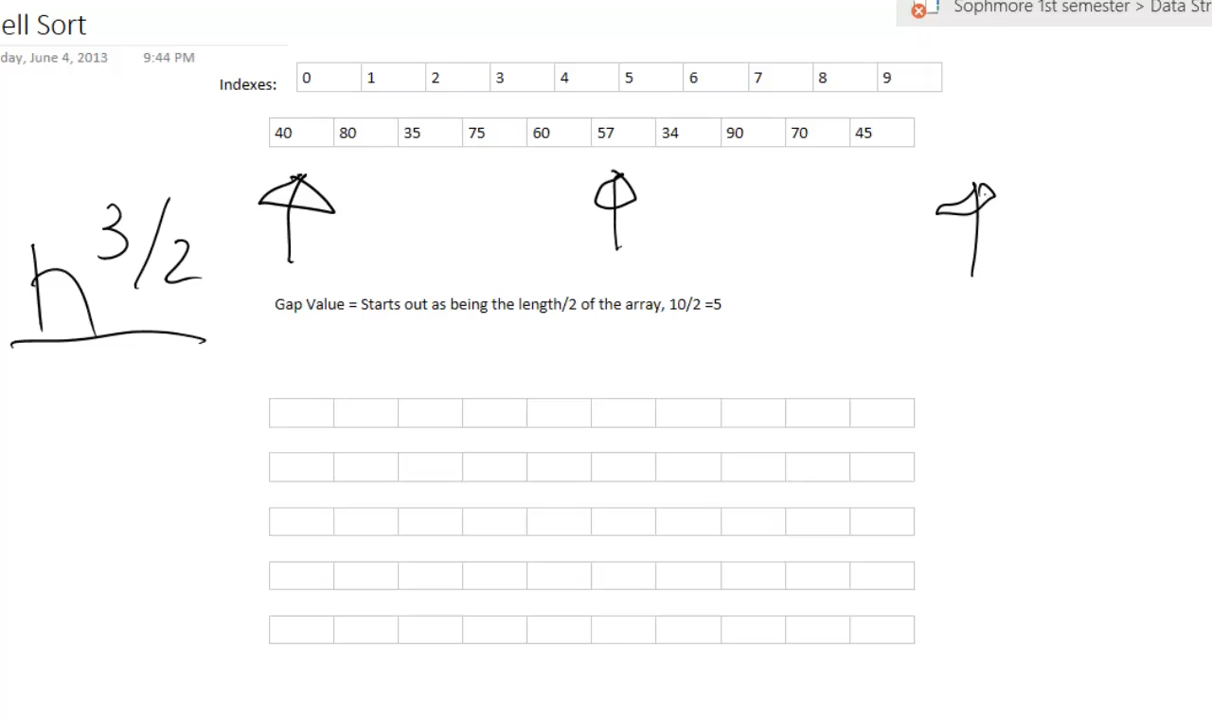 Sophmore 1st semester > Data Str
ell Sort
day, June 4, 2013 9:44 PM
Indexes: 0 1 2 3 4 5 6 7 8 9
40 80 35 75 60 57 34 90 70 45
n^3/2
Gap Value = Starts out as being the length/2 of the array, 10/2 =5